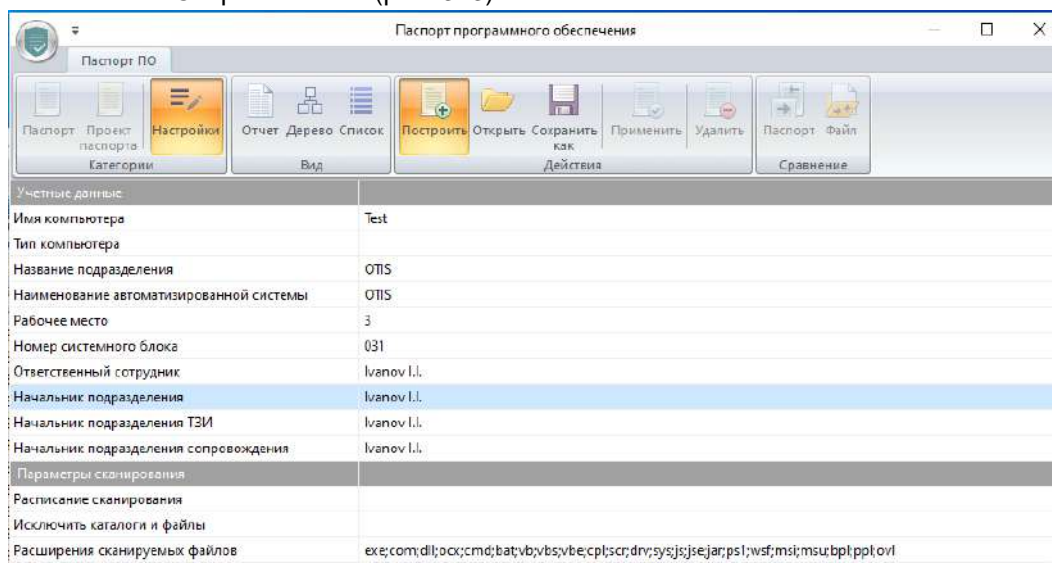 Паспорт программного обеспечения
Паспорт ПО
Паспорт Проект паспорта Настройки Отчет Дерево Список Построить Открыть Сохранить как Применить Удалить Паспорт Файл
Категории Вид Действия Сравнение
Учетные данные
Имя компьютера Test
Тип компьютера
Название подразделения OTIS
Наименование автоматизированной системы OTIS
Рабочее место 3
Номер системного блока 031
Ответственный сотрудник Ivanov I.I.
Начальник подразделения Ivanov I.I.
Начальник подразделения ТЗИ Ivanov I.I.
Начальник подразделения сопровождения Ivanov I.I.
Параметры сканирования
Расписание сканирования
Исключить каталоги и файлы
Расширения сканируемых файлов exe;com;dll;ocx;cmd;bat;vb;vbs;vbe;cpl;scr;drv;sys;js;jse;jar;ps1;wsf;msi;msu;bpl;ppl;ovl